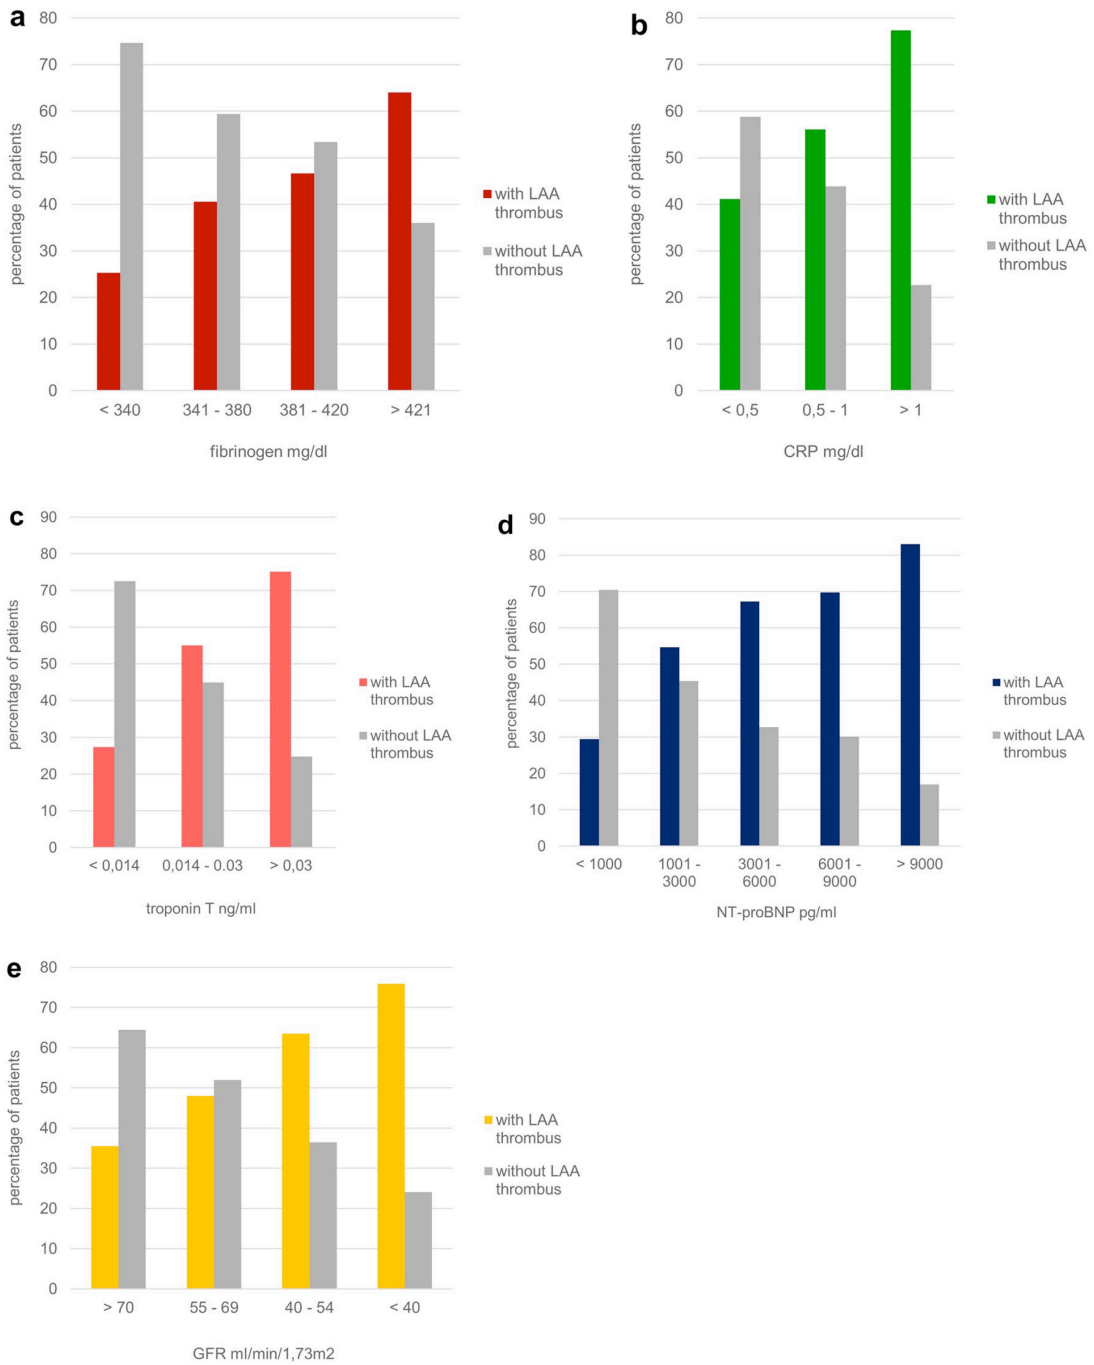 a
80
70
60
50
40
30
20
10
0
percentage of patients
< 340 341 - 380 381 - 420 > 421
fibrinogen mg/dl
with LAA
thrombus
without LAA
thrombus
b
80
70
60
50
40
30
20
10
0
percentage of patients
< 0,5 0,5 - 1 > 1
CRP mg/dl
with LAA
thrombus
without LAA
thrombus
c
90
80
70
60
50
40
30
20
10
0
percentage of patients
< 0,014 0,014 - 0.03 > 0,03
troponin T ng/ml
with LAA
thrombus
without LAA
thrombus
d
90
80
70
60
50
40
30
20
10
0
percentage of patients
< 1000 1001 - 3001 - 6001 - > 9000
3000 6000 9000
NT-proBNP pg/ml
with LAA
thrombus
without LAA
thrombus
e
80
70
60
50
40
30
20
10
0
percentage of patients
> 70 55 - 69 40 - 54 < 40
GFR ml/min/1,73m2
with LAA
thrombus
without LAA
thrombus